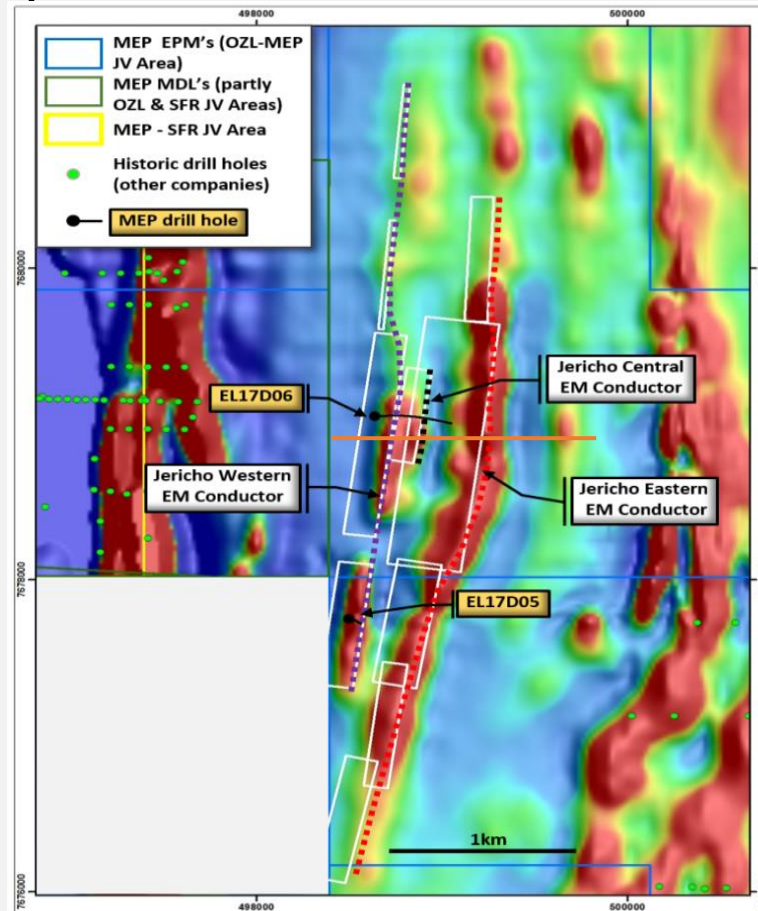 498000
500000
MEP EPM's (OZL-MEP
JV Area)
MEP MDL's (partly
OZL & SFR JV Areas)
MEP - SFR JV Area
Historic drill holes
(other companies)
MEP drill hole
7680000
Jericho Central
EM Conductor
EL17D06
Jericho Western
EM Conductor
Jericho Eastern
EM Conductor
7678000
EL17D05
1km
7676000
498000
500000